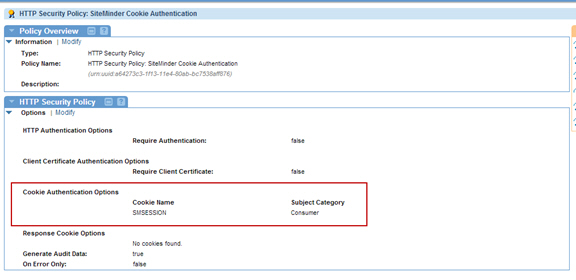 HTTP Security Policy: SiteMinder Cookie Authentication
Policy Overview
Information | Modify
Type: HTTP Security Policy
Policy Name: HTTP Security Policy: SiteMinder Cookie Authentication
(urn:uuid:a64273c3-1f13-11e4-80ab-bc7538aff876)
Description:
HTTP Security Policy
Options | Modify
HTTP Authentication Options
Require Authentication: false
Client Certificate Authentication Options
Require Client Certificate: false
Cookie Authentication Options
Cookie Name Subject Category
SMSESSION Consumer
Response Cookie Options
No cookies found.
Generate Audit Data: true
On Error Only: false